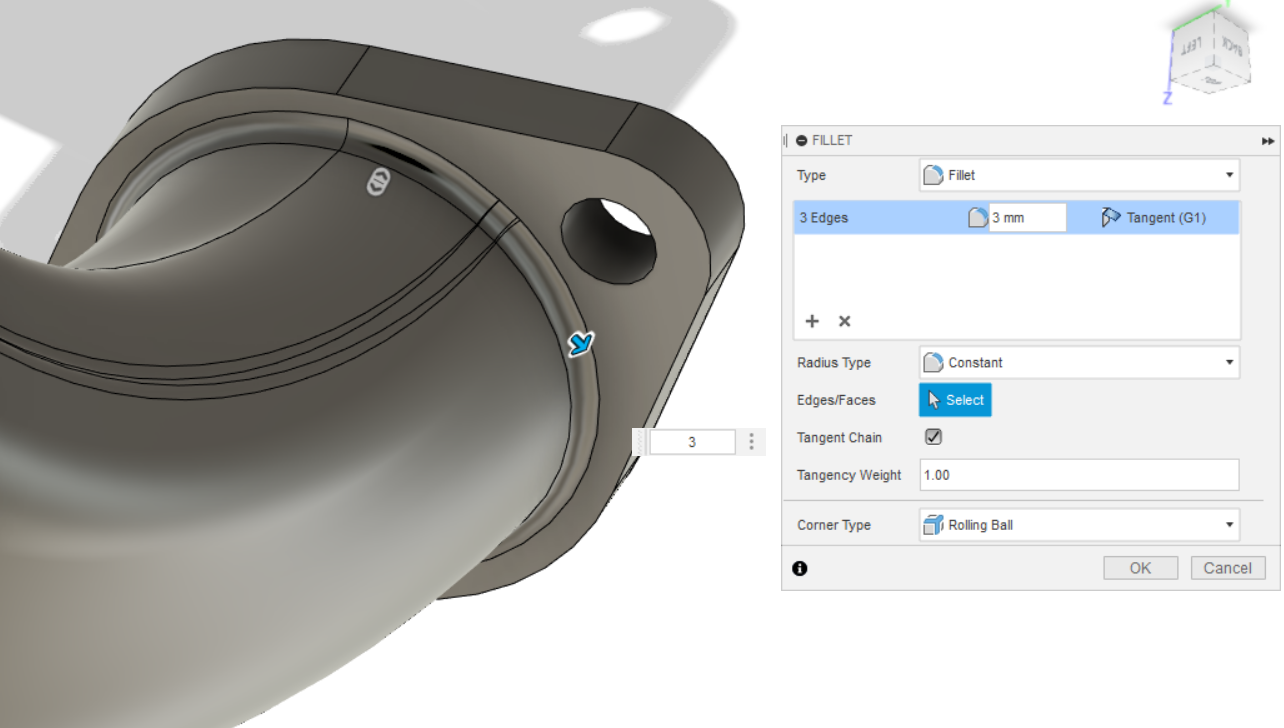 LEFT
BACK
Z
FILLET
Type
Fillet
3 Edges
3 mm
Tangent (G1)
Radius Type
Constant
Edges/Faces
Select
3
Tangent Chain
Tangency Weight
1.00
Corner Type
Rolling Ball
OK
Cancel